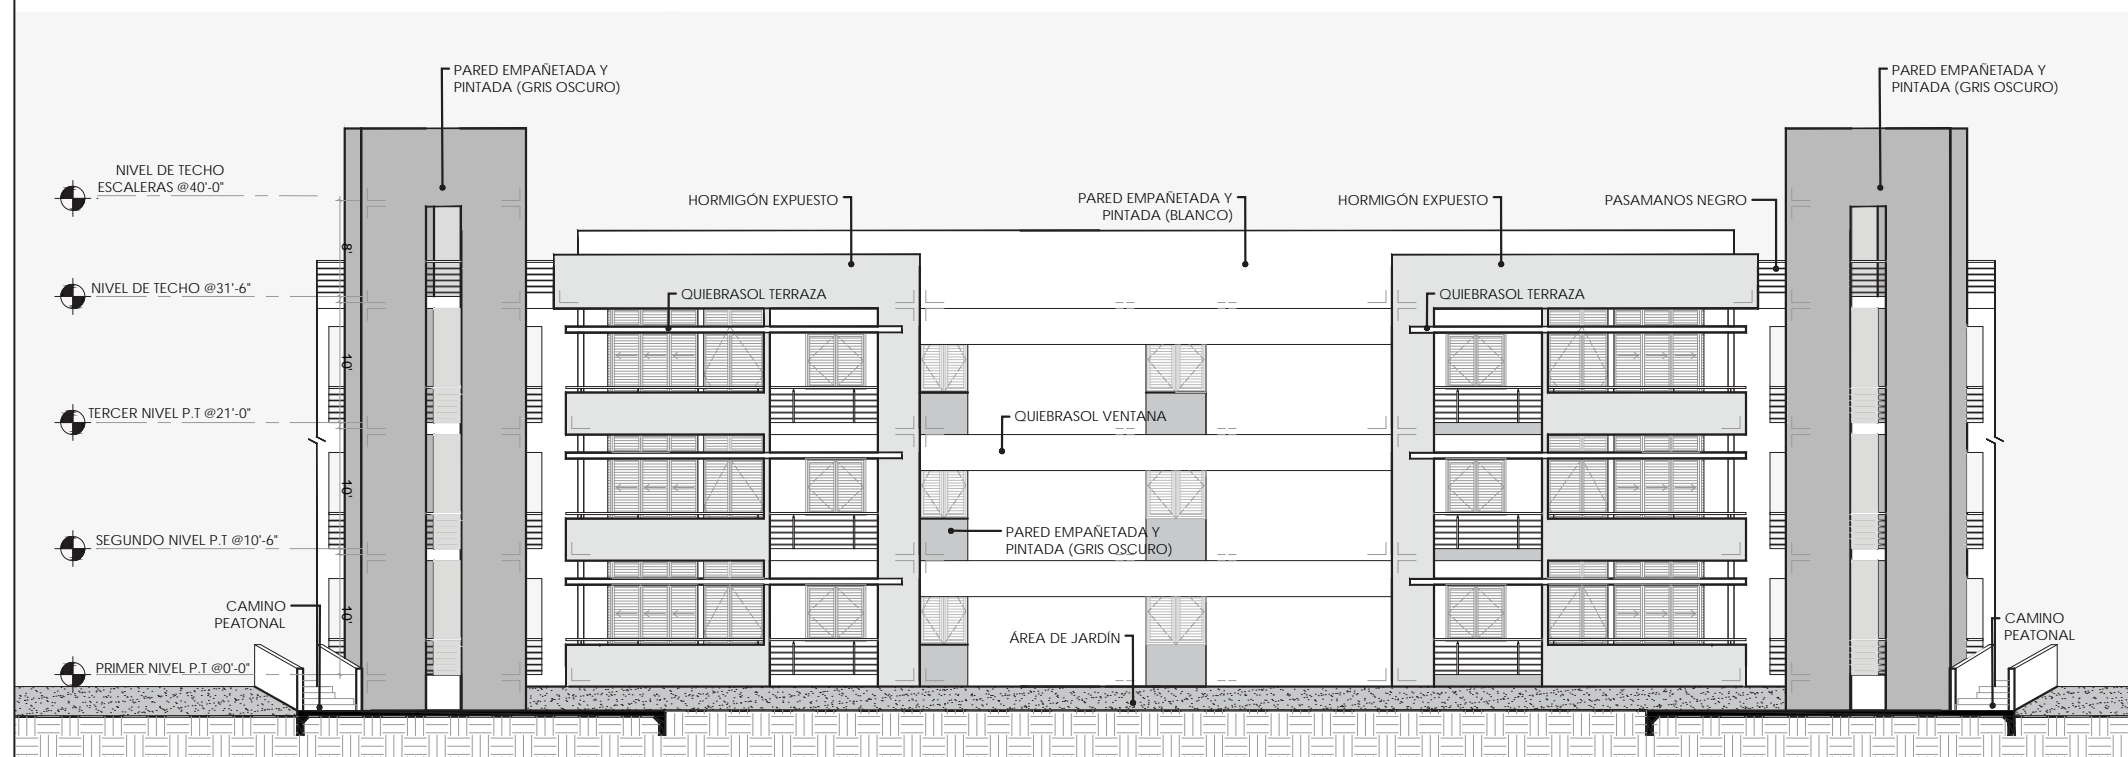 PARED EMPAÑETADA Y
PINTADA (GRIS OSCURO)
PARED EMPAÑETADA Y
PINTADA (GRIS OSCURO)
NIVEL DE TECHO
ESCALERAS @40'-0"
HORMIGÓN EXPUESTO
PARED EMPAÑETADA Y
PINTADA (BLANCO)
HORMIGÓN EXPUESTO
PASAMANOS NEGRO
8'
NIVEL DE TECHO @31'-6"
QUIEBRASOL TERRAZA
QUIEBRASOL TERRAZA
10'
TERCER NIVEL P.T @21'-0"
QUIEBRASOL VENTANA
10'
SEGUNDO NIVEL P.T @10'-6"
PARED EMPAÑETADA Y
PINTADA (GRIS OSCURO)
CAMINO
PEATONAL
10'
ÁREA DE JARDÍN
CAMINO
PEATONAL
PRIMER NIVEL P.T @0'-0"